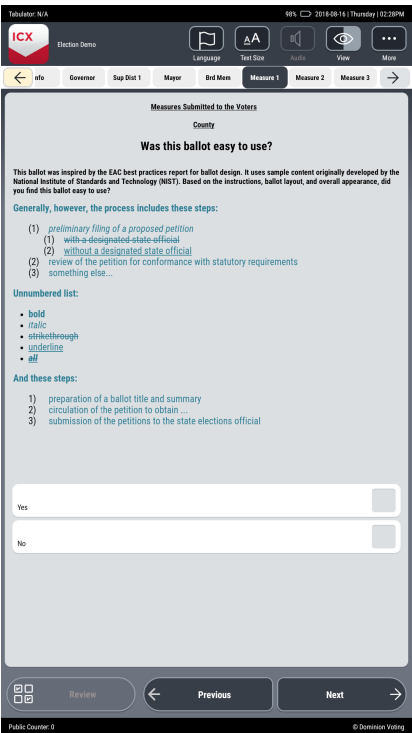 Tabulator: N/A
98% 2018-08-16 | Thursday | 02:28PM
ICX
Election Demo
Language
AA
Text Size
Audio
View
More
nfo
Governor
Sup Dist 1
Mayor
Brd Mem
Measure 1
Measure 2
Measure 3
Measures Submitted to the Voters
County
Was this ballot easy to use?
This ballot was inspired by the EAC best practices report for ballot design. It uses sample content originally developed by the
National Institute of Standards and Technology (NIST). Based on the instructions, ballot layout, and overall appearance, did
you find this ballot easy to use?
Generally, however, the process includes these steps:
(1) preliminary filing of a proposed petition
(1) with a designated state official
(2) without a designated state official
(2) review of the petition for conformance with statutory requirements
(3) something else...
Unnumbered list:
• bold
• italic
• strikethrough
• underline
• all
And these steps:
1) preparation of a ballot title and summary
2) circulation of the petition to obtain ...
3) submission of the petitions to the state elections official
Yes
No
Review
Previous
Next
Public Counter: 0
© Dominion Voting